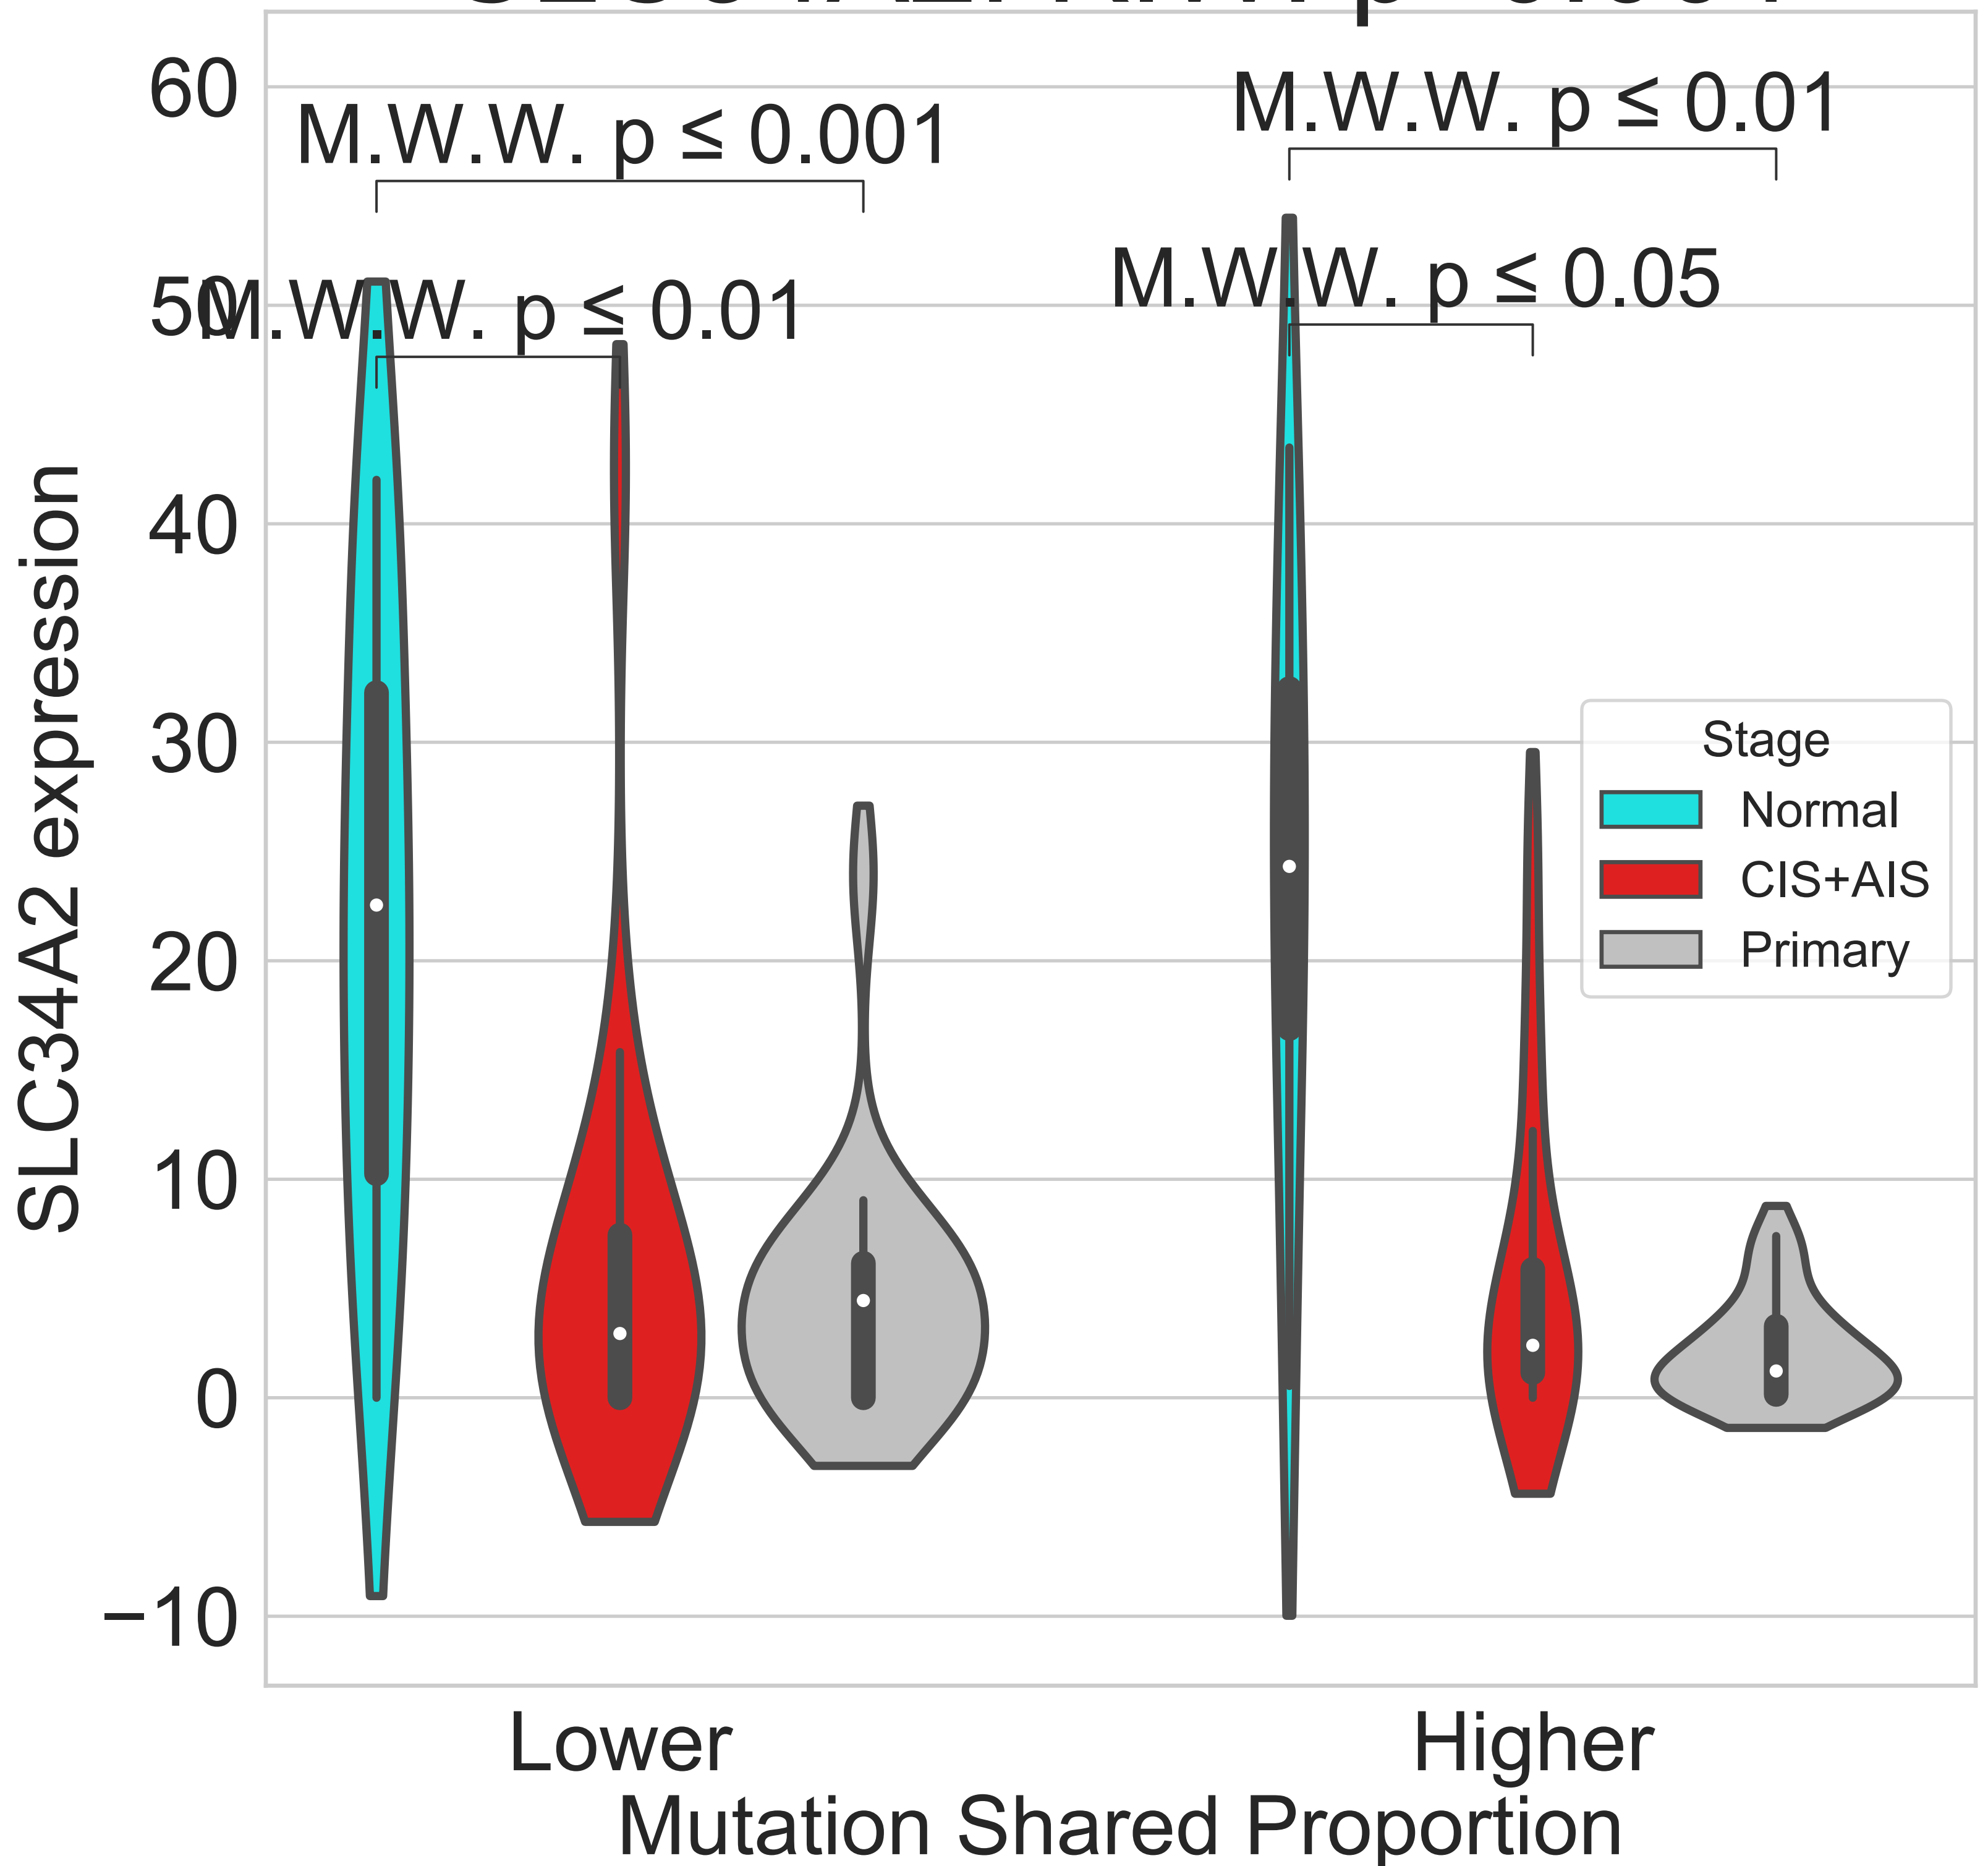 60
M.W.W. p ≤ 0.01
M.W.W. p ≤ 0.001
50
M.W.W. p ≤ 0.01
M.W.W. p ≤ 0.05
40
30
20
10
0
−10
SLC34A2 expression
Stage
Normal
CIS+AIS
Primary
Lower
Higher
Mutation Shared Proportion